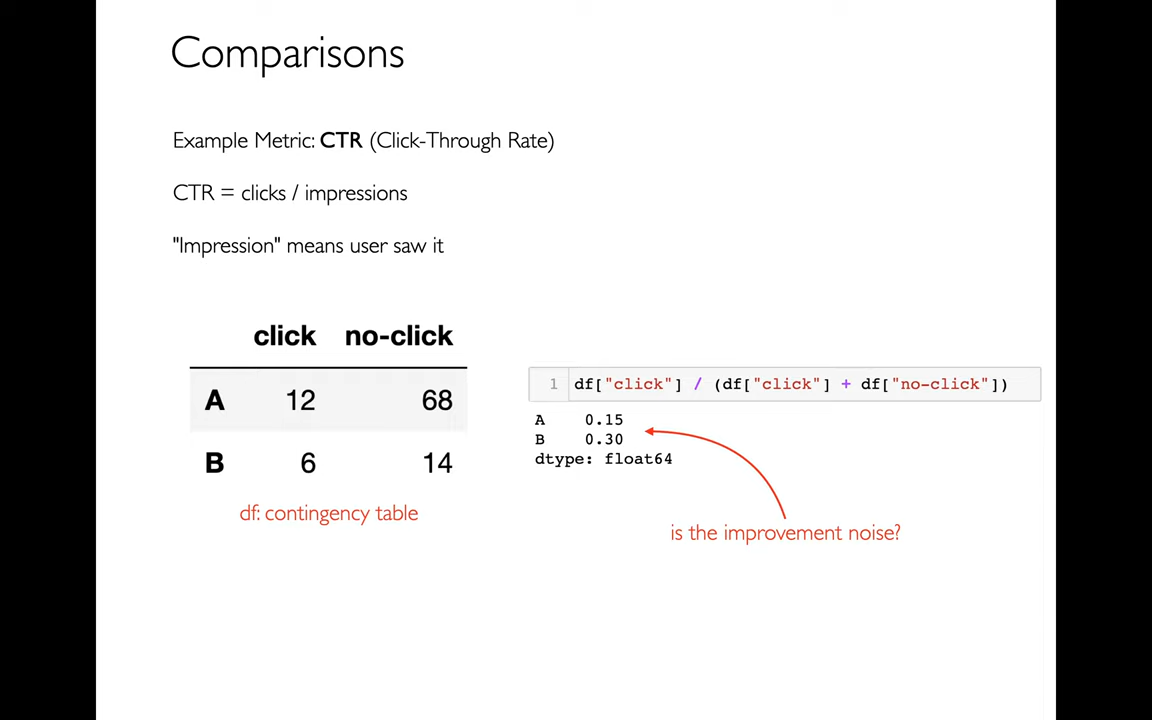 Comparisons
Example Metric: CTR (Click-Through Rate)
CTR = clicks / impressions
"Impression" means user saw it
click no-click
A 12 68
B 6 14
df: contingency table
1 df["click"] / (df["click"] + df["no-click"])
A 0.15
B 0.30
dtype: float64
is the improvement noise?